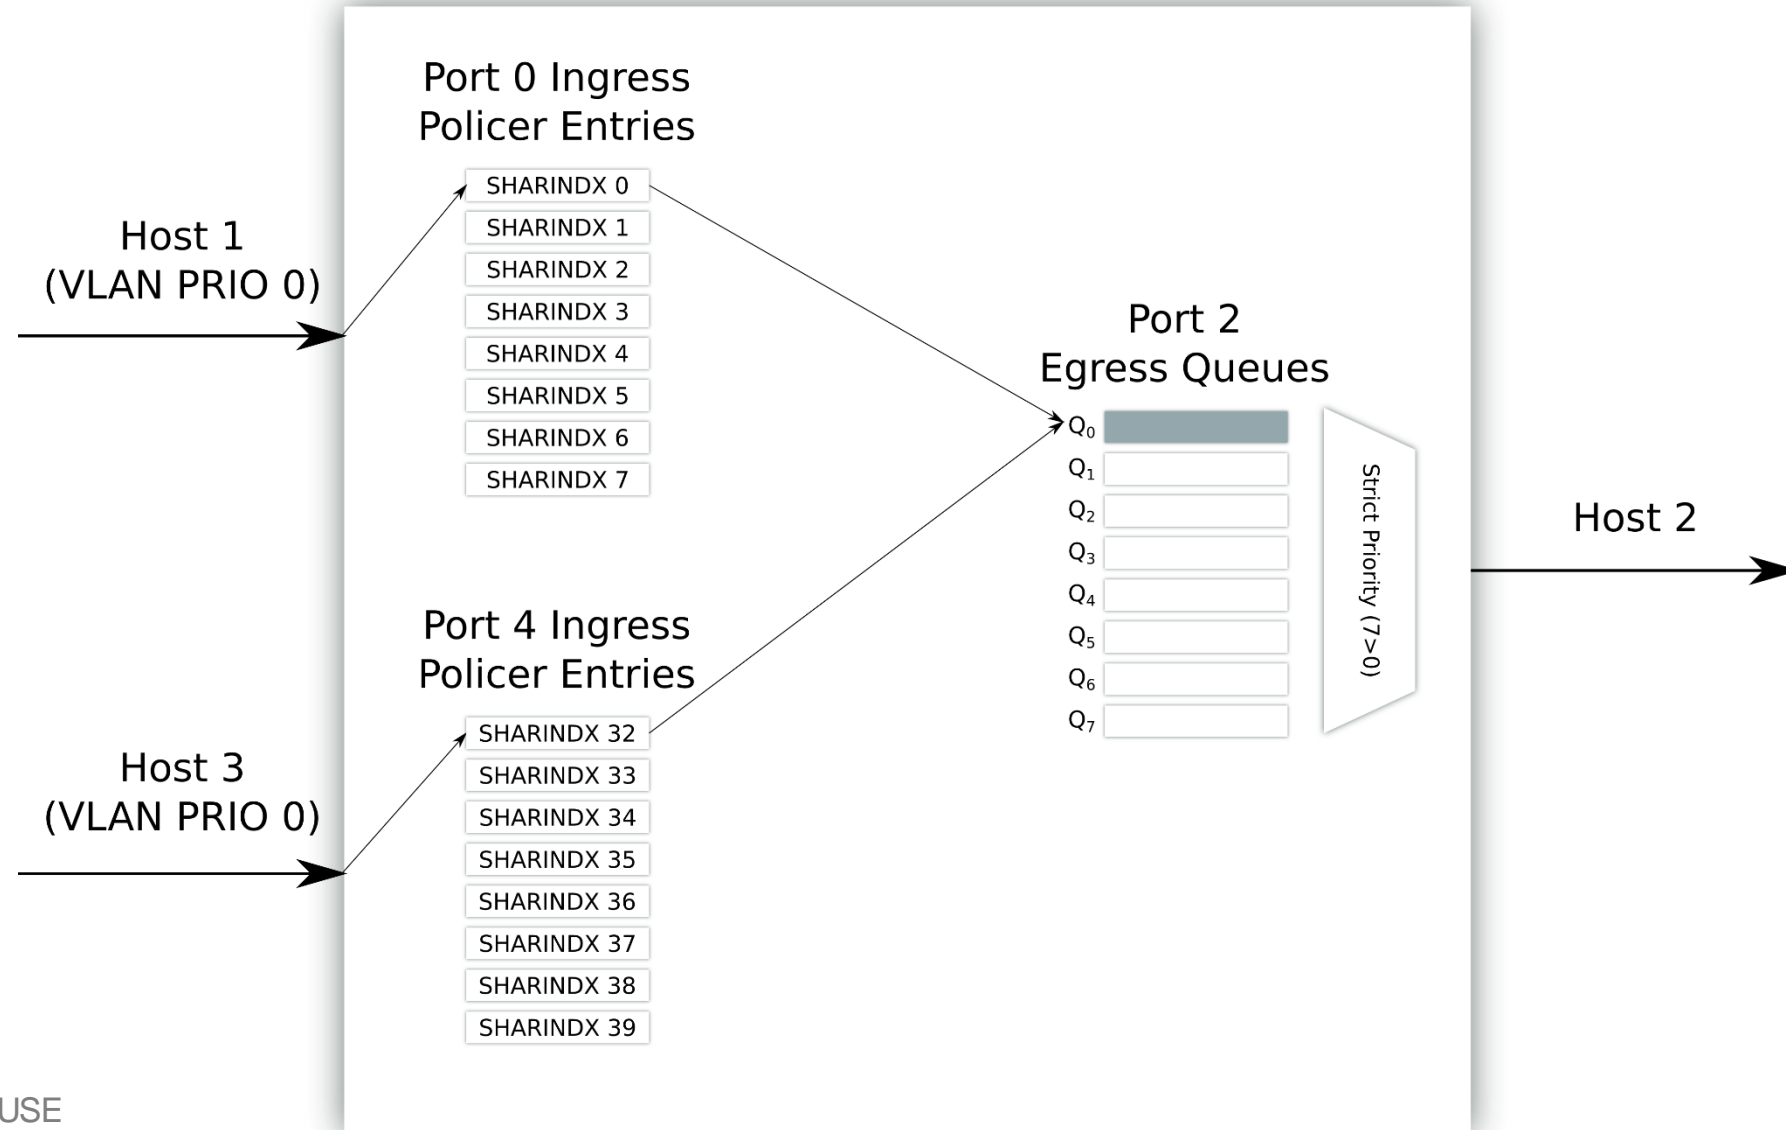 Port 0 Ingress
Policer Entries
SHARINDX 0
SHARINDX 1
SHARINDX 2
SHARINDX 3
SHARINDX 4
SHARINDX 5
SHARINDX 6
SHARINDX 7
Host 1
(VLAN PRIO 0)
Port 4 Ingress
Policer Entries
SHARINDX 32
SHARINDX 33
SHARINDX 34
SHARINDX 35
SHARINDX 36
SHARINDX 37
SHARINDX 38
SHARINDX 39
Host 3
(VLAN PRIO 0)
Port 2
Egress Queues
Q0
Q1
Q2
Q3
Q4
Q5
Q6
Q7
Strict Priority (7>0)
Host 2
USE